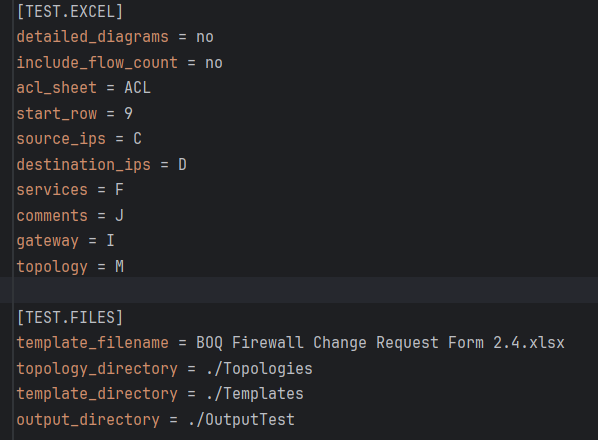 [TEST.EXCEL]
detailed_diagrams = no
include_flow_count = no
acl_sheet = ACL
start_row = 9
source_ips = C
destination_ips = D
services = F
comments = J
gateway = I
topology = M
[TEST.FILES]
template_filename = BOQ Firewall Change Request Form 2.4.xlsx
topology_directory = ./Topologies
template_directory = ./Templates
output_directory = ./OutputTest